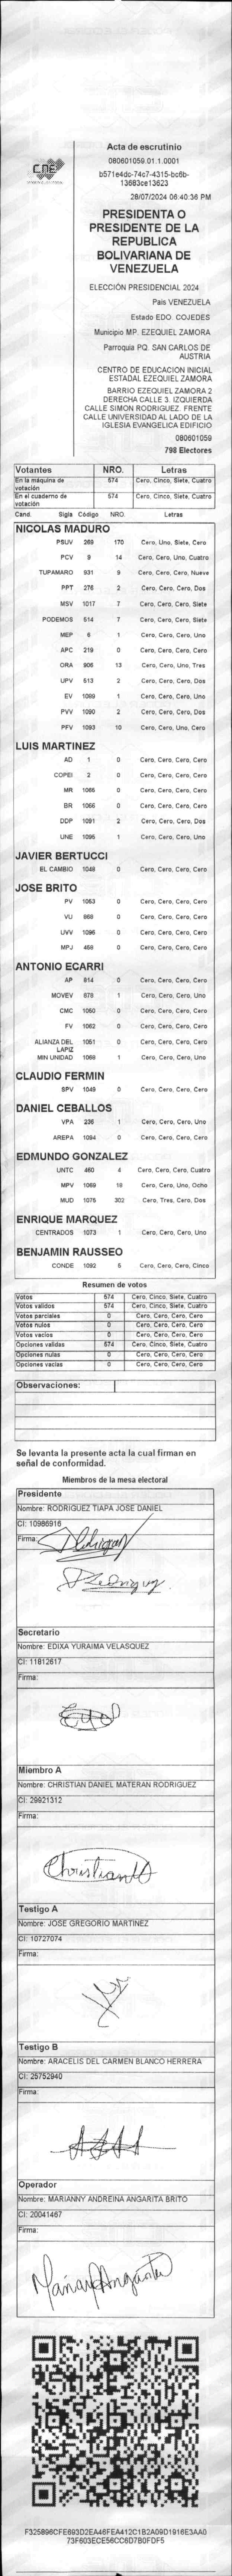 CNE
Acta de escrutinio
080601059.01.1.0001
b571e4dc-74c7-4315-bc6b-
13683ce13623
28/07/2024 06:40:36 PM
PRESIDENTA O
PRESIDENTE DE LA
REPUBLICA
BOLIVARIANA DE
VENEZUELA
ELECCIÓN PRESIDENCIAL 2024
País VENEZUELA
Estado EDO. COJEDES
Municipio MP. EZEQUIEL ZAMORA
Parroquia PQ. SAN CARLOS DE
AUSTRIA
CENTRO DE EDUCACION INICIAL
ESTADAL EZEQUIEL ZAMORA
BARRIO EZEQUIEL ZAMORA 2
DERECHA CALLE 3. IZQUIERDA
CALLE SIMON RODRIGUEZ. FRENTE
CALLE UNIVERSIDAD AL LADO DE LA
IGLESIA EVANGELICA EDIFICIO
080601059
798 Electores
Votantes NRO. Letras
En la máquina de votación 574 Cero, Cinco, Siete, Cuatro
En el cuaderno de votación 574 Cero, Cinco, Siete, Cuatro
Cand. Sigla Código NRO. Letras
NICOLAS MADURO
PSUV 269 170 Cero, Uno, Siete, Cero
PCV 9 14 Cero, Cero, Uno, Cuatro
TUPAMARO 931 9 Cero, Cero, Cero, Nueve
PPT 276 2 Cero, Cero, Cero, Dos
MSV 1017 7 Cero, Cero, Cero, Siete
PODEMOS 514 7 Cero, Cero, Cero, Siete
MEP 6 1 Cero, Cero, Cero, Uno
APC 219 0 Cero, Cero, Cero, Cero
ORA 906 13 Cero, Cero, Uno, Tres
UPV 513 2 Cero, Cero, Cero, Dos
EV 1089 1 Cero, Cero, Cero, Uno
PVV 1090 2 Cero, Cero, Cero, Dos
PFV 1093 10 Cero, Cero, Uno, Cero
LUIS MARTINEZ
AD 1 0 Cero, Cero, Cero, Cero
COPEI 2 0 Cero, Cero, Cero, Cero
MR 1065 0 Cero, Cero, Cero, Cero
BR 1066 0 Cero, Cero, Cero, Cero
DDP 1091 2 Cero, Cero, Cero, Dos
UNE 1095 1 Cero, Cero, Cero, Uno
JAVIER BERTUCCI
EL CAMBIO 1048 0 Cero, Cero, Cero, Cero
JOSE BRITO
PV 1053 0 Cero, Cero, Cero, Cero
VU 868 0 Cero, Cero, Cero, Cero
UVV 1096 0 Cero, Cero, Cero, Cero
MPJ 458 0 Cero, Cero, Cero, Cero
ANTONIO ECARRI
AP 814 0 Cero, Cero, Cero, Cero
MOVEV 878 1 Cero, Cero, Cero, Uno
CMC 1050 0 Cero, Cero, Cero, Cero
FV 1062 0 Cero, Cero, Cero, Cero
ALIANZA DEL LAPIZ 1051 0 Cero, Cero, Cero, Cero
MIN UNIDAD 1068 1 Cero, Cero, Cero, Uno
CLAUDIO FERMIN
SPV 1049 0 Cero, Cero, Cero, Cero
DANIEL CEBALLOS
VPA 236 1 Cero, Cero, Cero, Uno
AREPA 1094 0 Cero, Cero, Cero, Cero
EDMUNDO GONZALEZ
UNTC 460 4 Cero, Cero, Cero, Cuatro
MPV 1069 18 Cero, Cero, Uno, Ocho
MUD 1075 302 Cero, Tres, Cero, Dos
ENRIQUE MARQUEZ
CENTRADOS 1073 1 Cero, Cero, Cero, Uno
BENJAMIN RAUSSEO
CONDE 1092 5 Cero, Cero, Cero, Cinco
Resumen de votos
Votos 574 Cero, Cinco, Siete, Cuatro
Votos validos 574 Cero, Cinco, Siete, Cuatro
Votos parciales 0 Cero, Cero, Cero, Cero
Votos nulos 0 Cero, Cero, Cero, Cero
Votos vacios 0 Cero, Cero, Cero, Cero
Opciones validas 574 Cero, Cinco, Siete, Cuatro
Opciones nulas 0 Cero, Cero, Cero, Cero
Opciones vacias 0 Cero, Cero, Cero, Cero
Observaciones:
Se levanta la presente acta la cual firman en
señal de conformidad.
Miembros de la mesa electoral
Presidente
Nombre: RODRIGUEZ TIAPA JOSE DANIEL
CI: 10986916
Firma:
Secretario
Nombre: EDIXA YURAIMA VELASQUEZ
CI: 11812617
Firma:
Miembro A
Nombre: CHRISTIAN DANIEL MATERAN RODRIGUEZ
CI: 29921312
Firma:
Testigo A
Nombre: JOSE GREGORIO MARTINEZ
CI: 10727074
Firma:
Testigo B
Nombre: ARACELIS DEL CARMEN BLANCO HERRERA
CI: 25752940
Firma:
Operador
Nombre: MARIANNY ANDREINA ANGARITA BRITO
CI: 20041467
Firma:
F325896CFE693D2EA46FEA412C1B2A09D1916E3AA0
73F603ECE56CC6D7B0FDF5